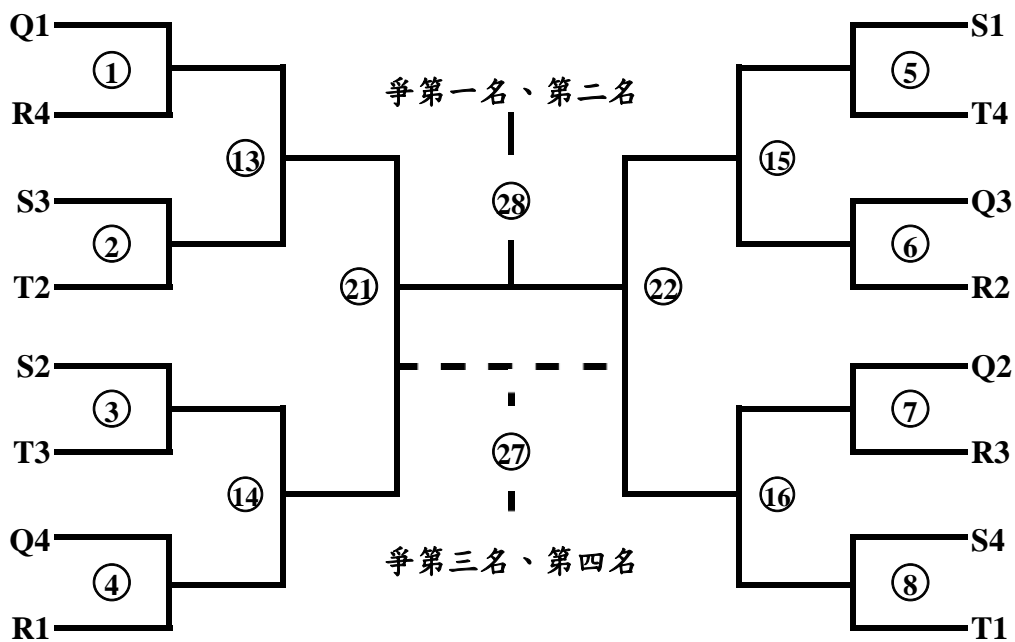 Q1
①
R4
⑬
S3
②
T2
㉑
S2
③
T3
⑭
Q4
④
R1
爭第一名、第二名
㉘
㉗
爭第三名、第四名
S1
⑤
T4
⑮
Q3
⑥
R2
㉒
Q2
⑦
R3
⑯
S4
⑧
T1